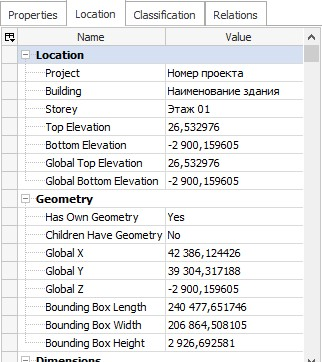 Properties Location Classification Relations
Name Value
Location
Project Номер проекта
Building Наименование здания
Storey Этаж 01
Top Elevation 26,532976
Bottom Elevation -2 900,159605
Global Top Elevation 26,532976
Global Bottom Elevation -2 900,159605
Geometry
Has Own Geometry Yes
Children Have Geometry No
Global X 42 386,124426
Global Y 39 304,317188
Global Z -2 900,159605
Bounding Box Length 240 477,651746
Bounding Box Width 206 864,508105
Bounding Box Height 2 926,692581
Dimensions